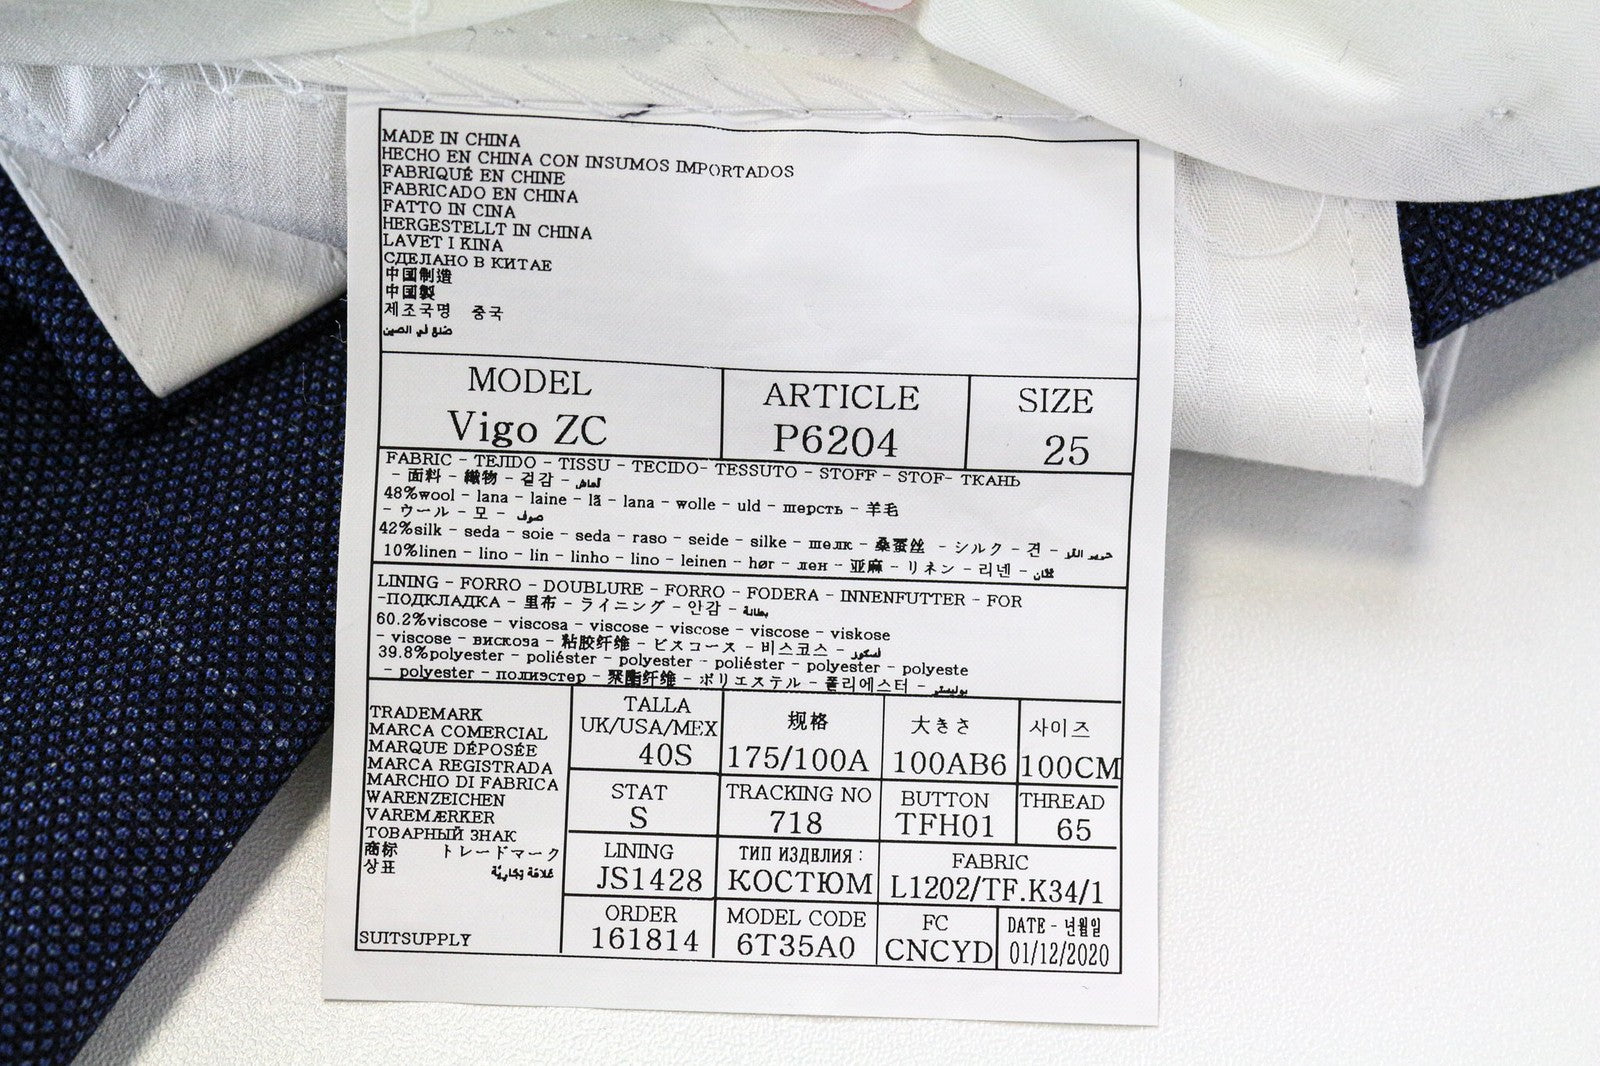 MADE IN CHINA
HECHO EN CHINA CON INSUMOS IMPORTADOS
FABRIQUÉ EN CHINE
FABRICADO EN CHINA
FATTO IN CINA
HERGESTELLT IN CHINA
LAVET I KINA
СДЕЛАНО В КИТАЕ
中国制造
中国製
제조국명 중국
صنع في الصين
MODEL
Vigo ZC
ARTICLE
P6204
SIZE
25
FABRIC - TEJIDO - TISSU - TECIDO- TESSUTO - STOFF - STOF- ТКАНЬ
- 面料 - 織物 - 겉감 - قماش
48%wool - lana - laine - lã - lana - wolle - uld - шерсть - 羊毛
- ウール - 모 - صوف
42%silk - seda - soie - seda - raso - seide - silke - шелк - 桑蚕丝 - シルク - 견 -
10%linen - lino - lin - linho - lino - leinen - hør - лен - 亚麻 - リネン - 리넨 - كتان
LINING - FORRO - DOUBLURE - FORRO - FODERA - INNENFUTTER - FOR
-ПОДКЛАДКА - 里布 - ライニング - 안감 - بطانة
60.2%viscose - viscosa - viscose - viscose - viscose - viskose
- viscose - вискоза - 粘胶纤维 - ビスコース - 비스코스 -
39.8%polyester - poliéster - polyester - poliéster - polyester - polyeste
- polyester - полиэстер - 聚酯纤维 - ポリエステル - 폴리에스터 - بوليستر
TRADEMARK
MARCA COMERCIAL
MARQUE DÉPOSÉE
MARCA REGISTRADA
MARCHIO DI FABRICA
WARENZEICHEN
VAREMÆRKER
ТОВАРНЫЙ ЗНАК
商标 トレードマーク
상표 علامة تجارية
SUITSUPPLY
TALLA
UK/USA/MEX
40S
规格
175/100A
大きさ
100AB6
사이즈
100CM
STAT
S
TRACKING NO
718
BUTTON
TFH01
THREAD
65
LINING
JS1428
ТИП ИЗДЕЛИЯ :
КОСТЮМ
FABRIC
L1202/TF.K34/1
ORDER
161814
MODEL CODE
6T35A0
FC
CNCYD
DATE - 년월일
01/12/2020